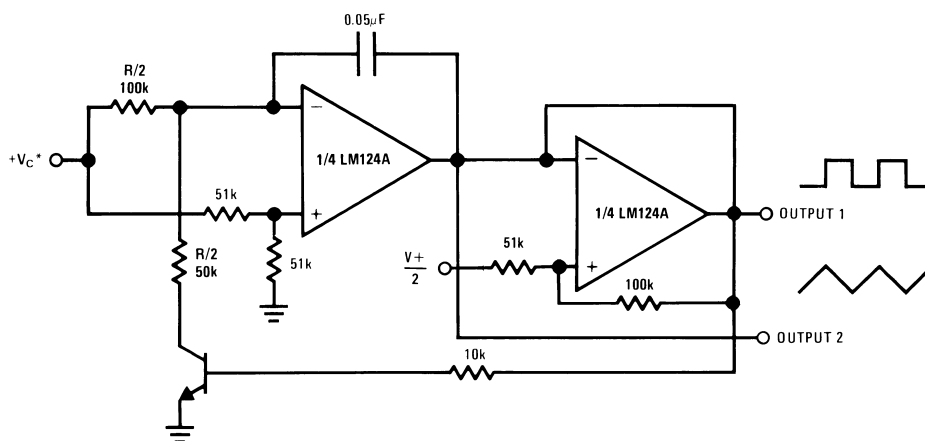 0.05µF
R/2
100k
+VC*
1/4 LM124A
51k
51k
R/2
50k
1/4 LM124A
OUTPUT 1
V+
2
51k
100k
OUTPUT 2
10k
−
+
−
+